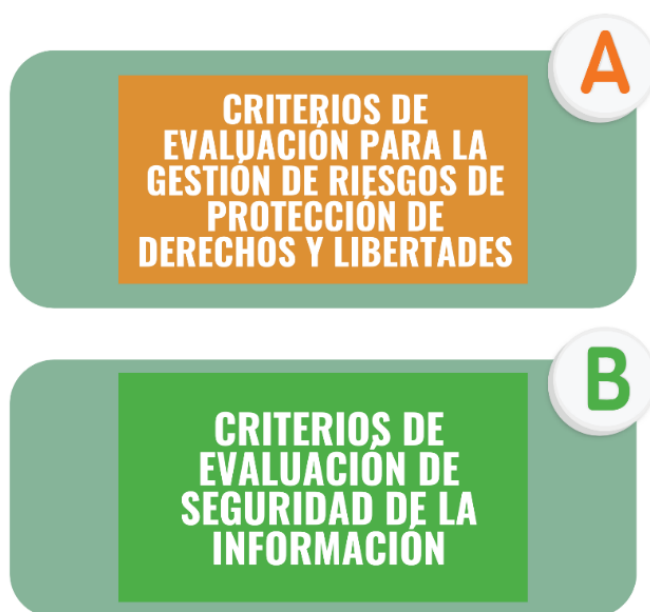 A
CRITERIOS DE
EVALUACIÓN PARA LA
GESTIÓN DE RIESGOS DE
PROTECCIÓN DE
DERECHOS Y LIBERTADES
B
CRITERIOS DE
EVALUACIÓN DE
SEGURIDAD DE LA
INFORMACIÓN